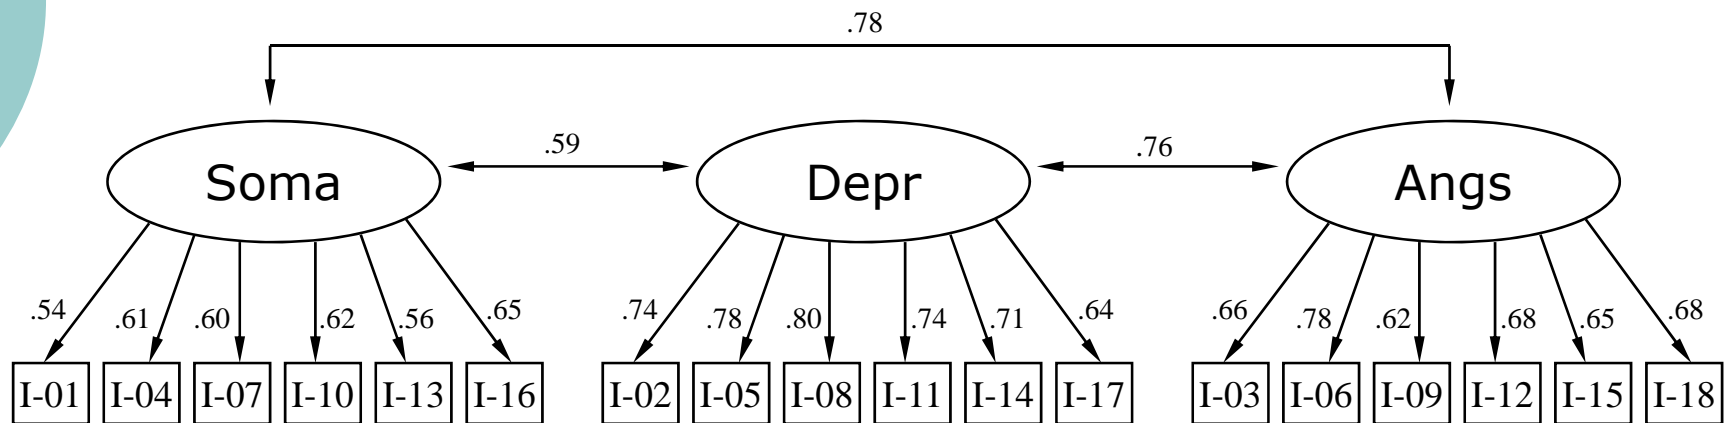 .78
.59 .76
Soma Depr Angs
.54 .61 .60 .62 .56 .65 .74 .78 .80 .74 .71 .64 .66 .78 .62 .68 .65 .68
I-01 I-04 I-07 I-10 I-13 I-16 I-02 I-05 I-08 I-11 I-14 I-17 I-03 I-06 I-09 I-12 I-15 I-18